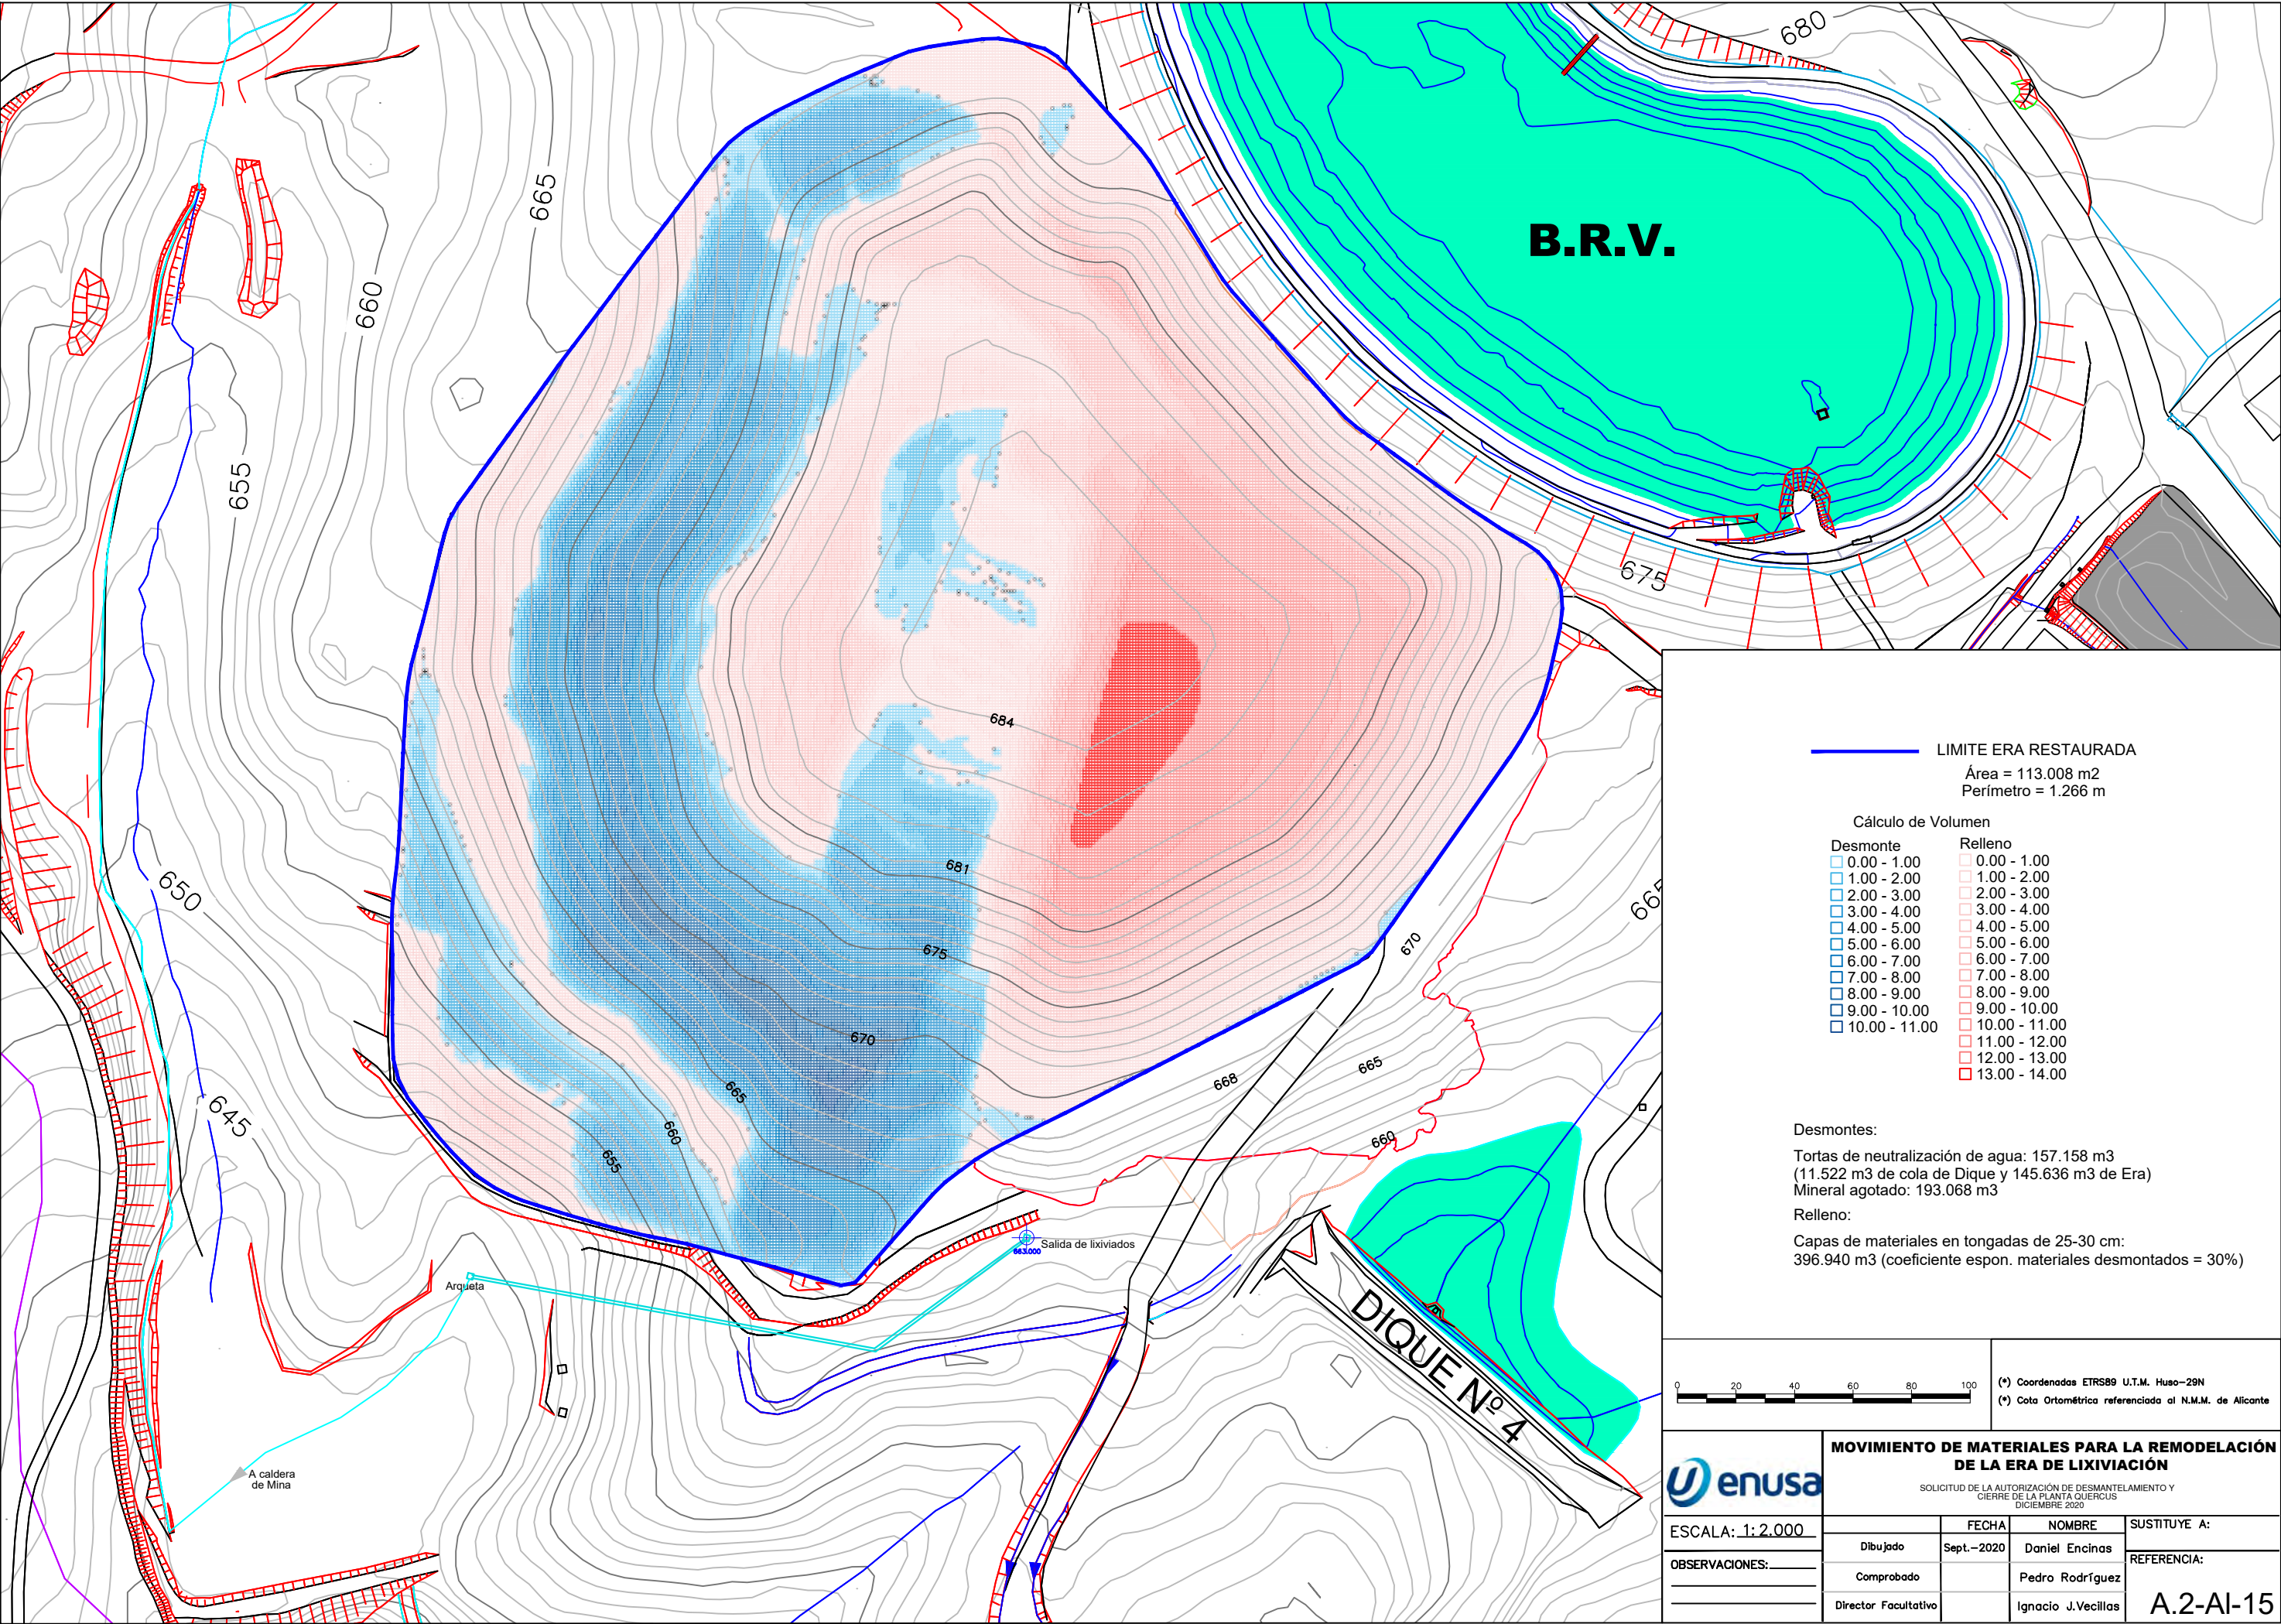 680
665
660
655
650
645
B.R.V.
675
665
684
681
675
670
665
660
655
670
668
665
660
663.000
Salida de lixiviados
Arqueta
A caldera
de Mina
DIQUE Nº 4
LIMITE ERA RESTAURADA
Área = 113.008 m2
Perímetro = 1.266 m
Cálculo de Volumen
Desmonte Relleno
0.00 - 1.00 0.00 - 1.00
1.00 - 2.00 1.00 - 2.00
2.00 - 3.00 2.00 - 3.00
3.00 - 4.00 3.00 - 4.00
4.00 - 5.00 4.00 - 5.00
5.00 - 6.00 5.00 - 6.00
6.00 - 7.00 6.00 - 7.00
7.00 - 8.00 7.00 - 8.00
8.00 - 9.00 8.00 - 9.00
9.00 - 10.00 9.00 - 10.00
10.00 - 11.00 10.00 - 11.00
11.00 - 12.00
12.00 - 13.00
13.00 - 14.00
Desmontes:
Tortas de neutralización de agua: 157.158 m3
(11.522 m3 de cola de Dique y 145.636 m3 de Era)
Mineral agotado: 193.068 m3
Relleno:
Capas de materiales en tongadas de 25-30 cm:
396.940 m3 (coeficiente espon. materiales desmontados = 30%)
0 20 40 60 80 100
(*) Coordenadas ETRS89 U.T.M. Huso-29N
(*) Cota Ortométrica referenciada al N.M.M. de Alicante
enusa
MOVIMIENTO DE MATERIALES PARA LA REMODELACIÓN
DE LA ERA DE LIXIVIACIÓN
SOLICITUD DE LA AUTORIZACIÓN DE DESMANTELAMIENTO Y
CIERRE DE LA PLANTA QUERCUS
DICIEMBRE 2020
ESCALA: 1:2.000
OBSERVACIONES:
FECHA NOMBRE
Dibujado Sept.-2020 Daniel Encinas
Comprobado Pedro Rodríguez
Director Facultativo Ignacio J.Vecillas
SUSTITUYE A:
REFERENCIA:
A.2-AI-15